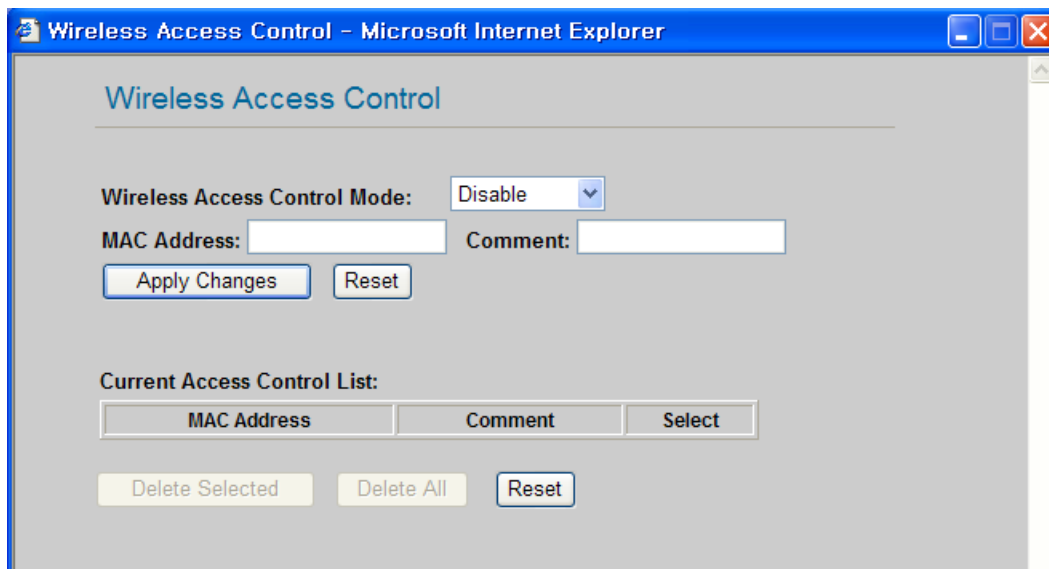 Wireless Access Control - Microsoft Internet Explorer
Wireless Access Control
Wireless Access Control Mode: Disable
MAC Address: Comment:
Apply Changes Reset
Current Access Control List:
MAC Address Comment Select
Delete Selected Delete All Reset